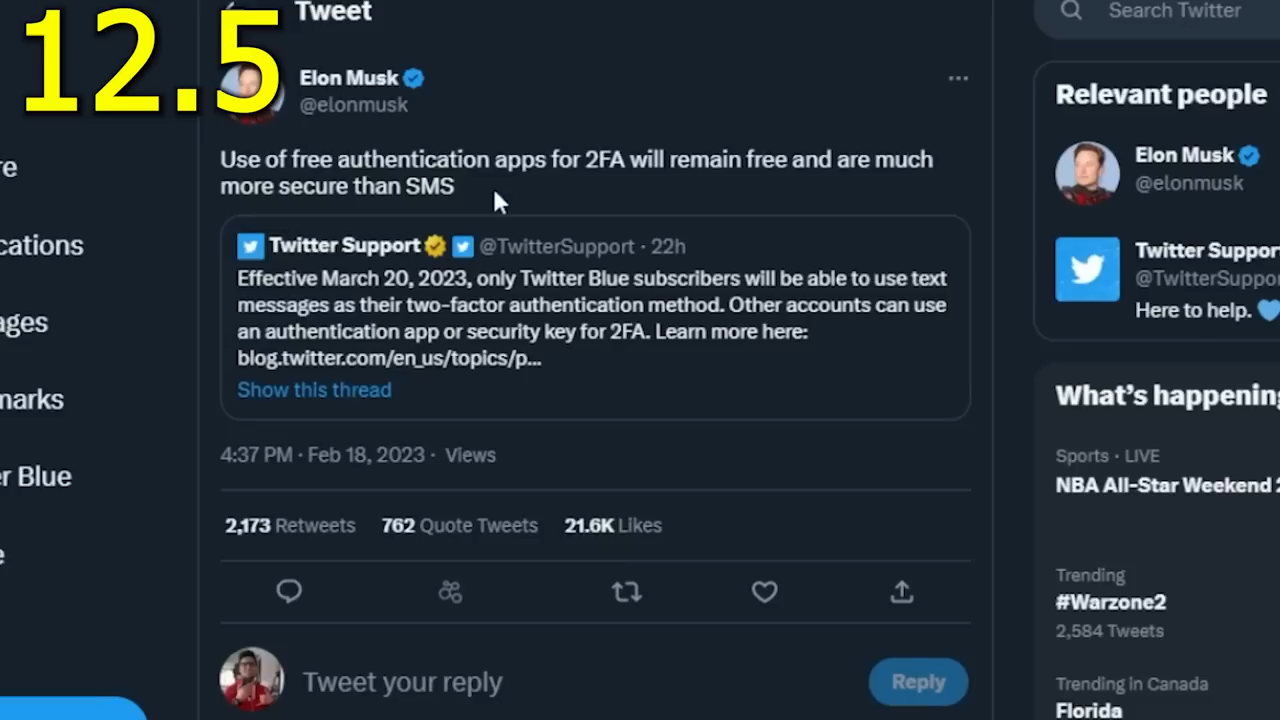 12.5
Tweet
Search Twitter
Elon Musk
@elonmusk
Use of free authentication apps for 2FA will remain free and are much
more secure than SMS
Twitter Support @TwitterSupport · 22h
Effective March 20, 2023, only Twitter Blue subscribers will be able to use text
messages as their two-factor authentication method. Other accounts can use
an authentication app or security key for 2FA. Learn more here:
blog.twitter.com/en_us/topics/p...
Show this thread
4:37 PM · Feb 18, 2023 · Views
2,173 Retweets 762 Quote Tweets 21.6K Likes
Tweet your reply
Reply
re
cations
ages
marks
r Blue
e
Relevant people
Elon Musk
@elonmusk
Twitter Suppor
@TwitterSuppor
Here to help.
What's happening
Sports · LIVE
NBA All-Star Weekend 2
Trending
#Warzone2
2,584 Tweets
Trending in Canada
Florida